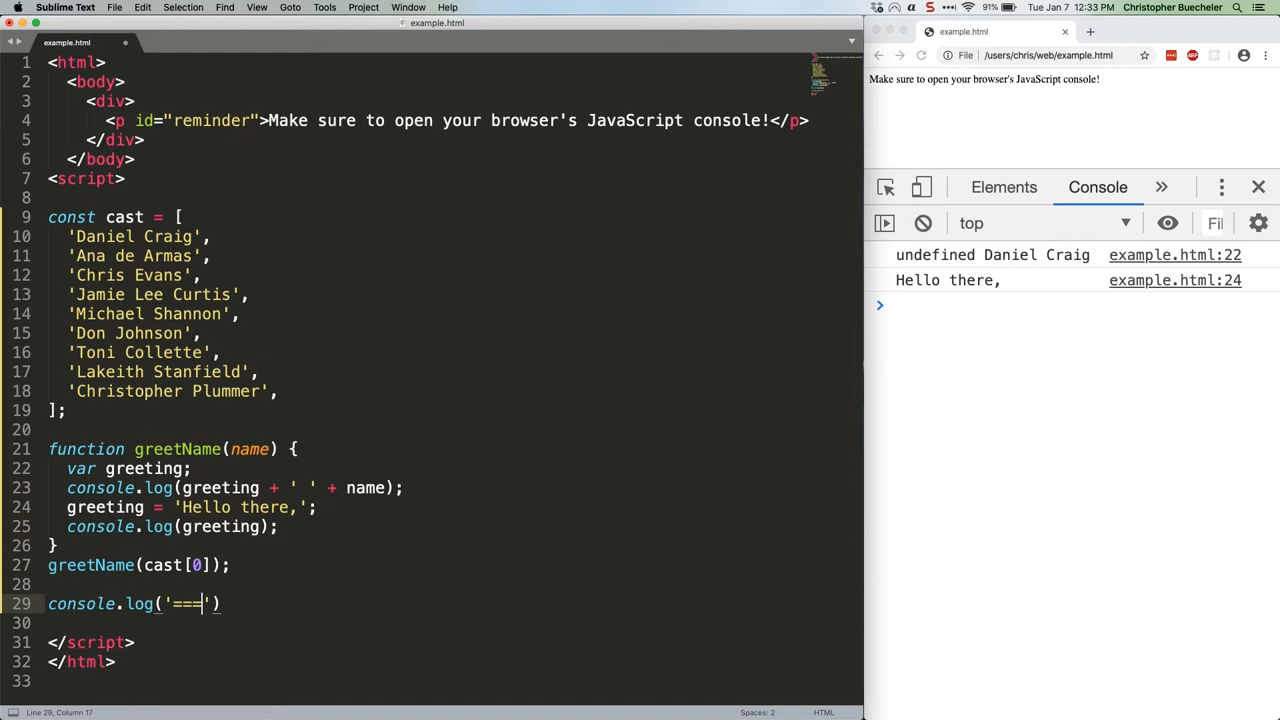 Sublime Text File Edit Selection Find View Goto Tools Project Window Help
91% Tue Jan 7 12:33 PM Christopher Buecheler
example.html
example.html
1 <html>
2 <body>
3 <div>
4 <p id="reminder">Make sure to open your browser's JavaScript console!</p>
5 </div>
6 </body>
7 <script>
8
9 const cast = [
10 'Daniel Craig',
11 'Ana de Armas',
12 'Chris Evans',
13 'Jamie Lee Curtis',
14 'Michael Shannon',
15 'Don Johnson',
16 'Toni Collette',
17 'Lakeith Stanfield',
18 'Christopher Plummer',
19 ];
20
21 function greetName(name) {
22 var greeting;
23 console.log(greeting + ' ' + name);
24 greeting = 'Hello there,';
25 console.log(greeting);
26 }
27 greetName(cast[0]);
28
29 console.log('===')
30
31 </script>
32 </html>
33
Line 29, Column 17
Spaces: 2 HTML
example.html
File /users/chris/web/example.html
ABP
Make sure to open your browser's JavaScript console!
Elements Console
top Fil
undefined Daniel Craig example.html:22
Hello there, example.html:24